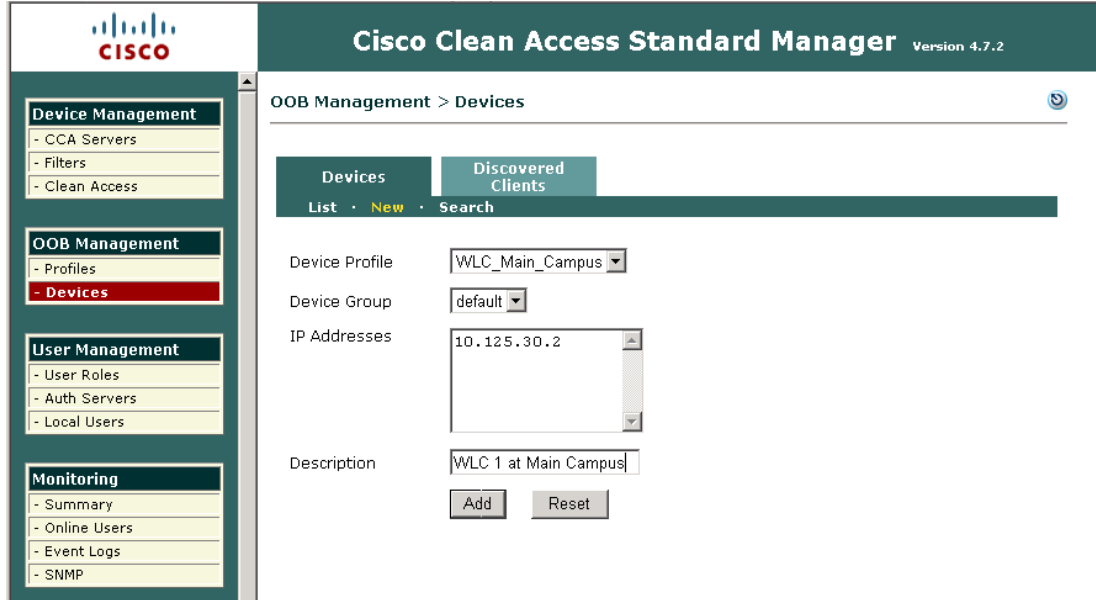 CISCO
Cisco Clean Access Standard Manager Version 4.7.2
Device Management
- CCA Servers
- Filters
- Clean Access
OOB Management
- Profiles
- Devices
User Management
- User Roles
- Auth Servers
- Local Users
Monitoring
- Summary
- Online Users
- Event Logs
- SNMP
OOB Management > Devices
Devices
Discovered
Clients
List · New · Search
Device Profile WLC_Main_Campus
Device Group default
IP Addresses 10.125.30.2
Description WLC 1 at Main Campus
Add Reset